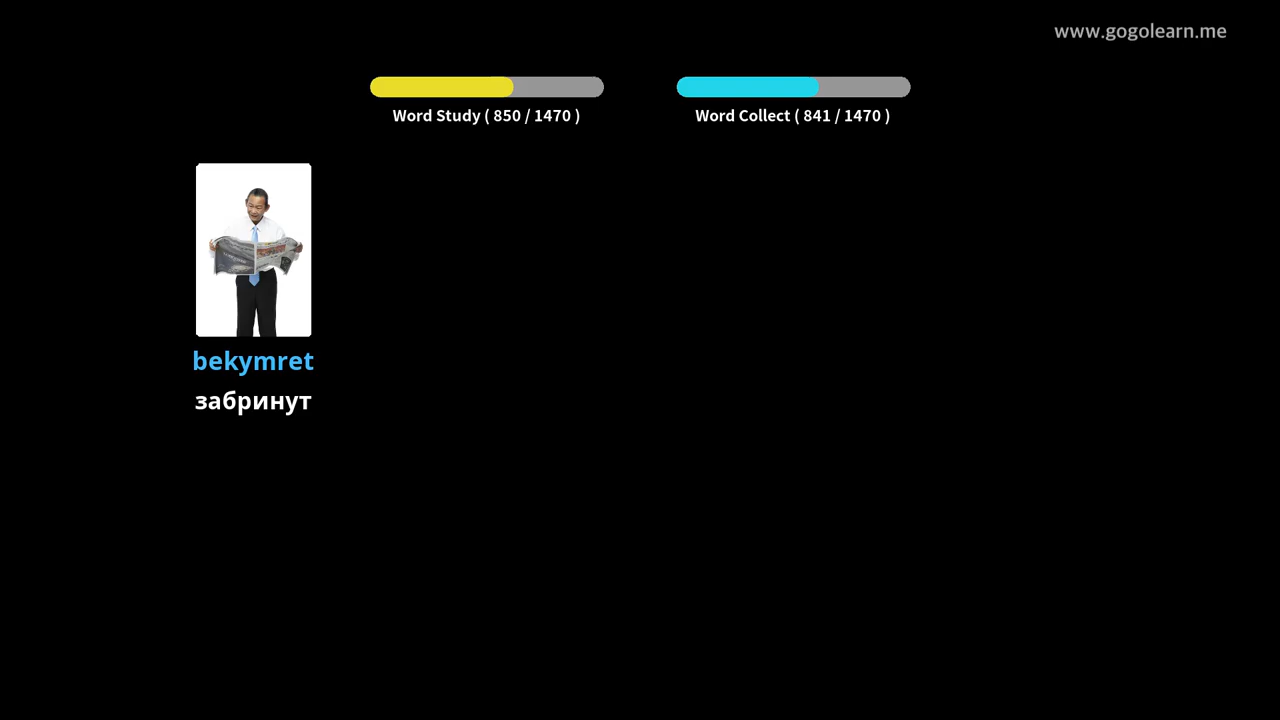 www.gogolearn.me
Word Study ( 850 / 1470 )
Word Collect ( 841 / 1470 )
bekymret
забринут